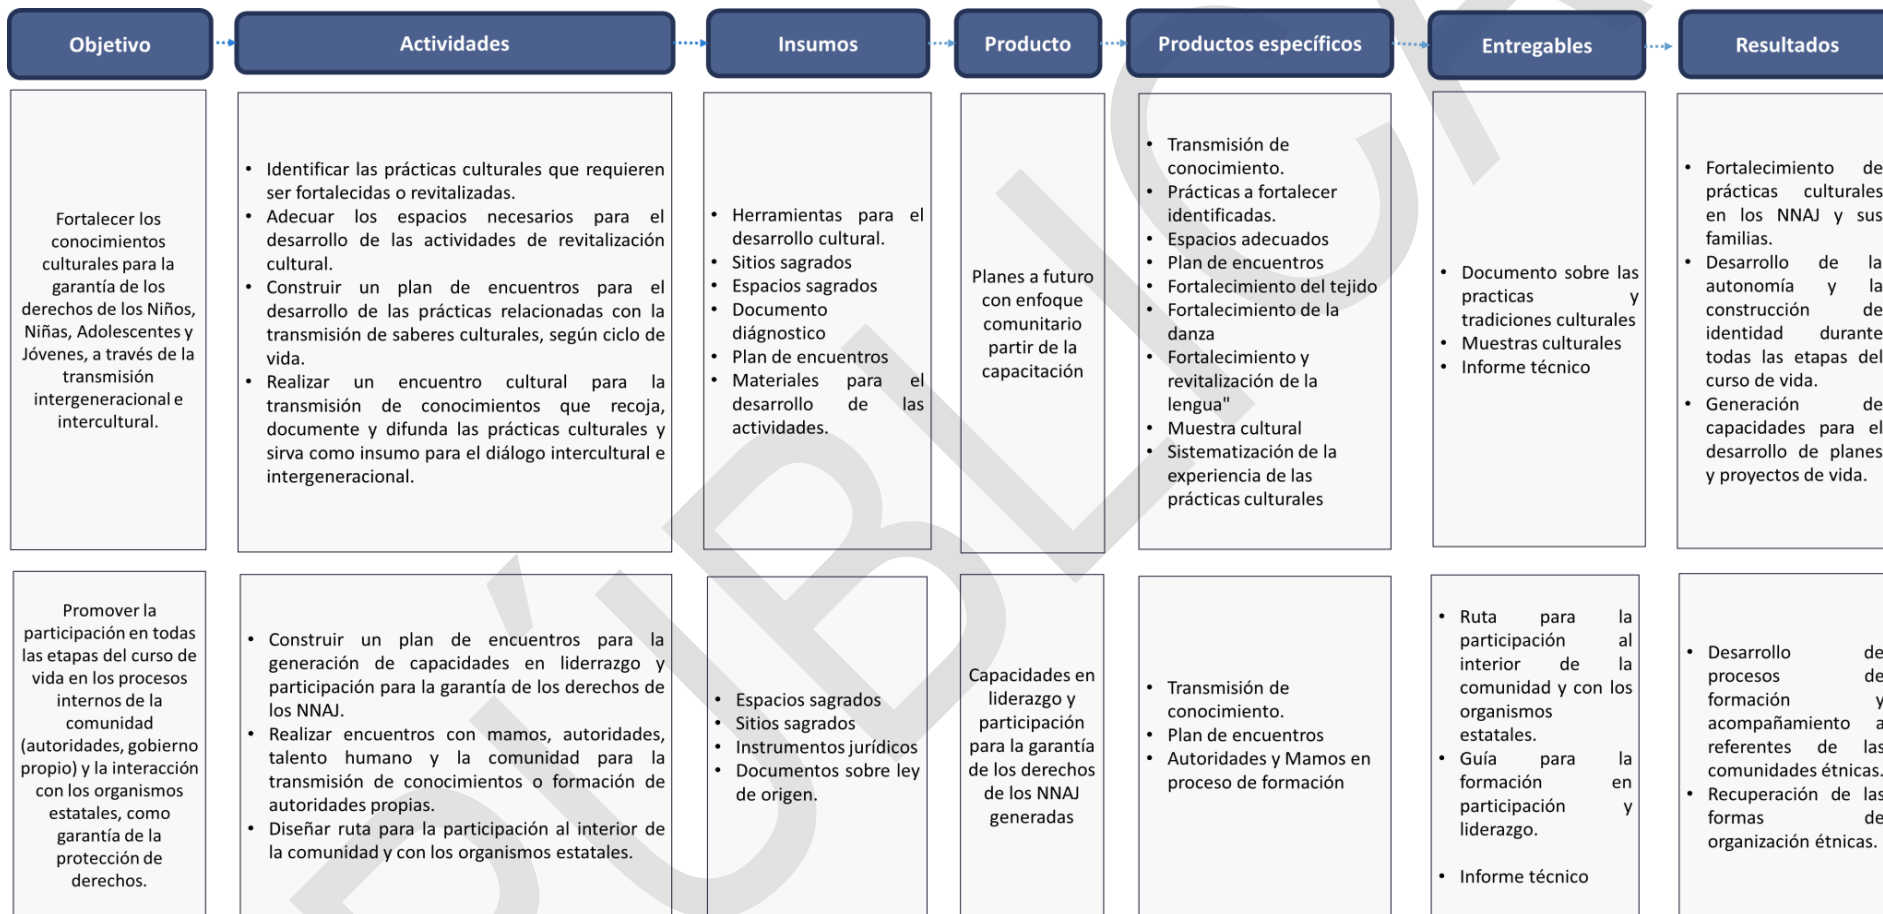 Objetivo
Actividades
Insumos
Producto
Productos específicos
Entregables
Resultados
Fortalecer los
conocimientos
culturales para la
garantía de los
derechos de los Niños,
Niñas, Adolescentes y
Jóvenes, a través de la
transmisión
intergeneracional e
intercultural.
• Identificar las prácticas culturales que requieren
ser fortalecidas o revitalizadas.
• Adecuar los espacios necesarios para el
desarrollo de las actividades de revitalización
cultural.
• Construir un plan de encuentros para el
desarrollo de las prácticas relacionadas con la
transmisión de saberes culturales, según ciclo de
vida.
• Realizar un encuentro cultural para la
transmisión de conocimientos que recoja,
documente y difunda las prácticas culturales y
sirva como insumo para el diálogo intercultural e
intergeneracional.
• Herramientas para el
desarrollo cultural.
• Sitios sagrados
• Espacios sagrados
• Documento
diágnostico
• Plan de encuentros
• Materiales para el
desarrollo de las
actividades.
Planes a futuro
con enfoque
comunitario
partir de la
capacitación
• Transmisión de
conocimiento.
• Prácticas a fortalecer
identificadas.
• Espacios adecuados
• Plan de encuentros
• Fortalecimiento del tejido
• Fortalecimiento de la
danza
• Fortalecimiento y
revitalización de la
lengua"
• Muestra cultural
• Sistematización de la
experiencia de las
prácticas culturales
• Documento sobre las
practicas y
tradiciones culturales
• Muestras culturales
• Informe técnico
• Fortalecimiento de
prácticas culturales
en los NNAJ y sus
familias.
• Desarrollo de la
autonomía y la
construcción de
identidad durante
todas las etapas del
curso de vida.
• Generación de
capacidades para el
desarrollo de planes
y proyectos de vida.
Promover la
participación en todas
las etapas del curso de
vida en los procesos
internos de la
comunidad
(autoridades, gobierno
propio) y la interacción
con los organismos
estatales, como
garantía de la
protección de
derechos.
• Construir un plan de encuentros para la
generación de capacidades en liderazgo y
participación para la garantía de los derechos de
los NNAJ.
• Realizar encuentros con mamos, autoridades,
talento humano y la comunidad para la
transmisión de conocimientos o formación de
autoridades propias.
• Diseñar ruta para la participación al interior de
la comunidad y con los organismos estatales.
• Espacios sagrados
• Sitios sagrados
• Instrumentos jurídicos
• Documentos sobre ley
de origen.
Capacidades en
liderazgo y
participación
para la garantía
de los derechos
de los NNAJ
generadas
• Transmisión de
conocimiento.
• Plan de encuentros
• Autoridades y Mamos en
proceso de formación
• Ruta para la
participación al
interior de la
comunidad y con los
organismos
estatales.
• Guía para la
formación en
participación y
liderazgo.
• Informe técnico
• Desarrollo de
procesos de
formación y
acompañamiento a
referentes de las
comunidades étnicas.
• Recuperación de las
formas de
organización étnicas.
PÚBLICA